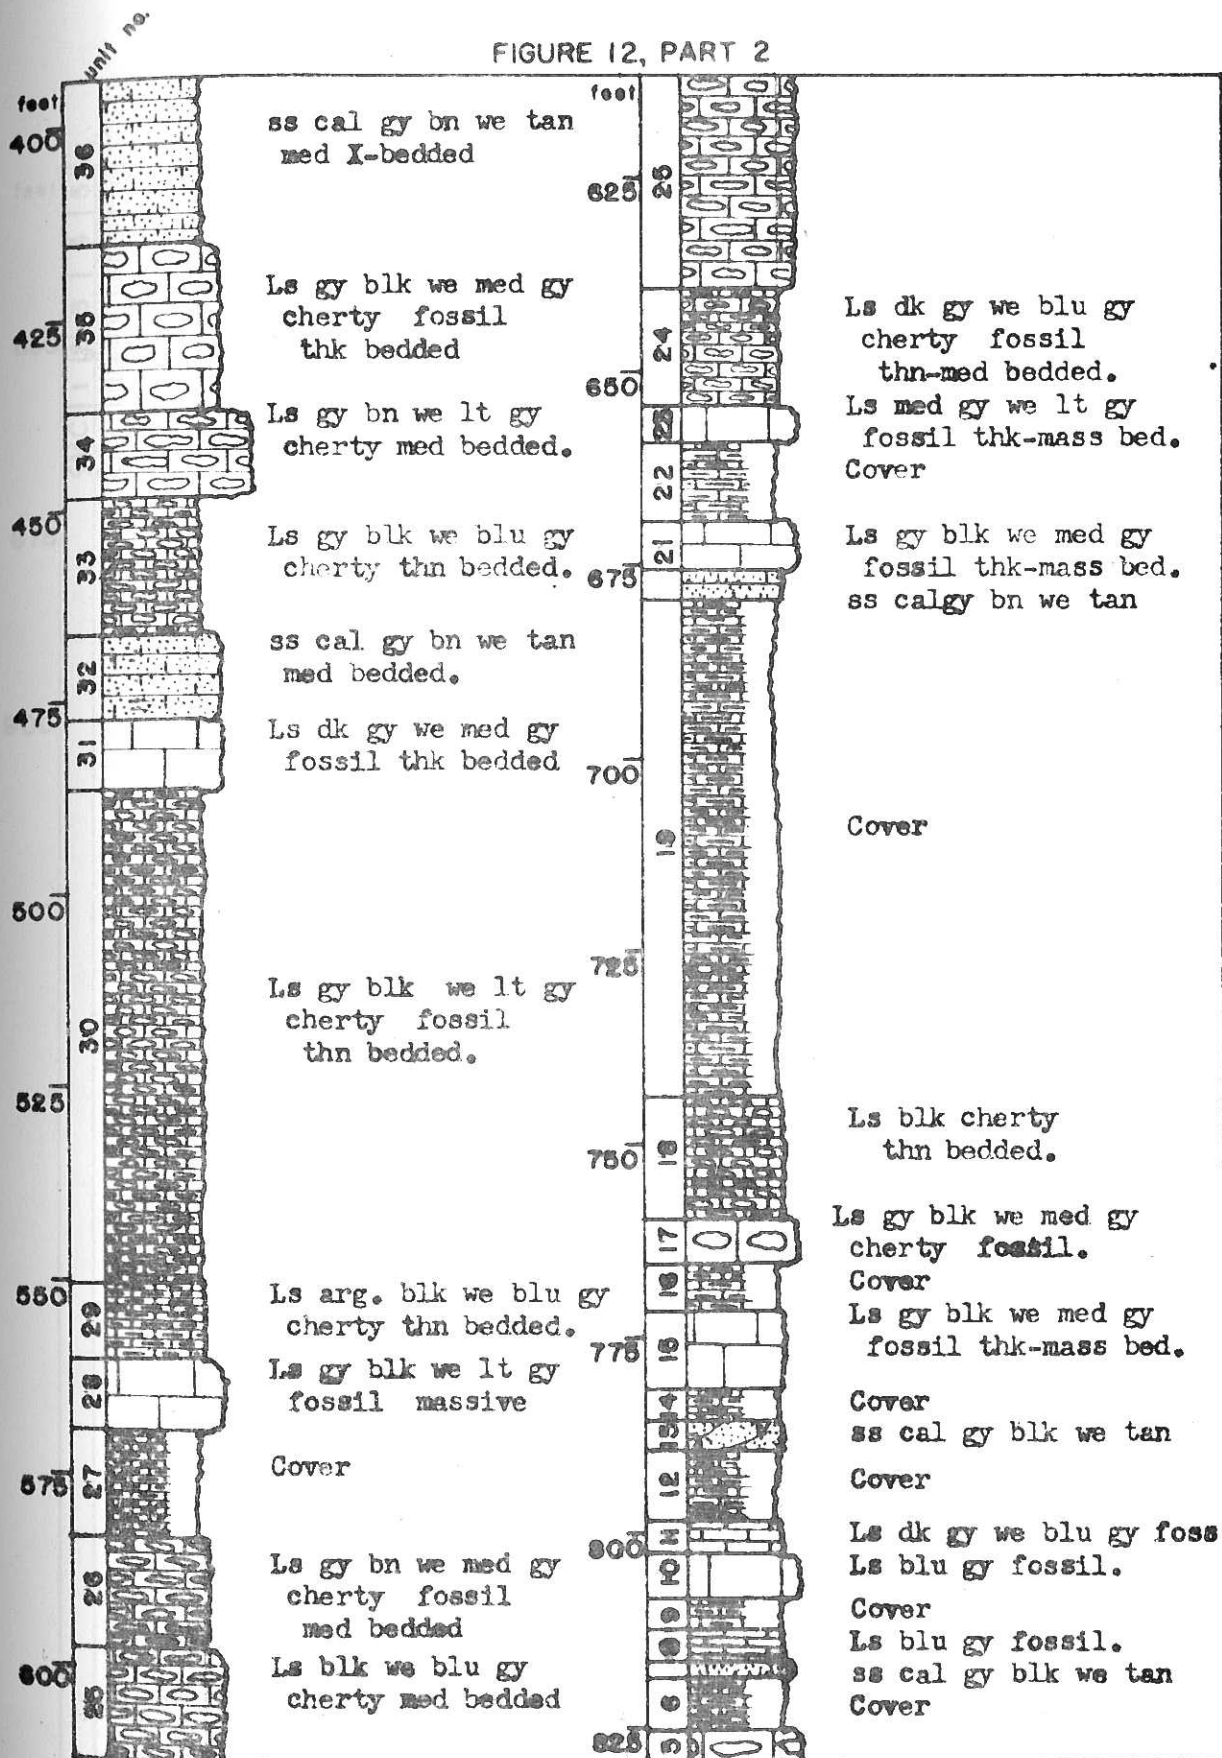 FIGURE 12, PART 2
unit no.
feet
400
36
ss cal gy bn we tan
med X-bedded
35
425
Ls gy blk we med gy
cherty fossil
thk bedded
34
Ls gy bn we lt gy
cherty med bedded.
450
33
Ls gy blk we blu gy
cherty thn bedded.
32
ss cal gy bn we tan
med bedded.
475
31
Ls dk gy we med gy
fossil thk bedded
500
30
Ls gy blk we lt gy
cherty fossil
thn bedded.
525
550
29
Ls arg. blk we blu gy
cherty thn bedded.
28
Ls gy blk we lt gy
fossil massive
575
27
Cover
26
Ls gy bn we med gy
cherty fossil
med bedded
600
25
Ls blk we blu gy
cherty med bedded
feet
625
25
24
Ls dk gy we blu gy
cherty fossil
thn-med bedded.
650
23
Ls med gy we lt gy
fossil thk-mass bed.
22
Cover
21
Ls gy blk we med gy
fossil thk-mass bed.
675
ss calgy bn we tan
700
19
Cover
725
18
750
Ls blk cherty
thn bedded.
17
Ls gy blk we med gy
cherty fossil.
16
Cover
15
775
Ls gy blk we med gy
fossil thk-mass bed.
14
Cover
13
ss cal gy blk we tan
12
Cover
11
Ls dk gy we blu gy foss
800
10
Ls blu gy fossil.
9
Cover
8
Ls blu gy fossil.
ss cal gy blk we tan
6
Cover
825
5